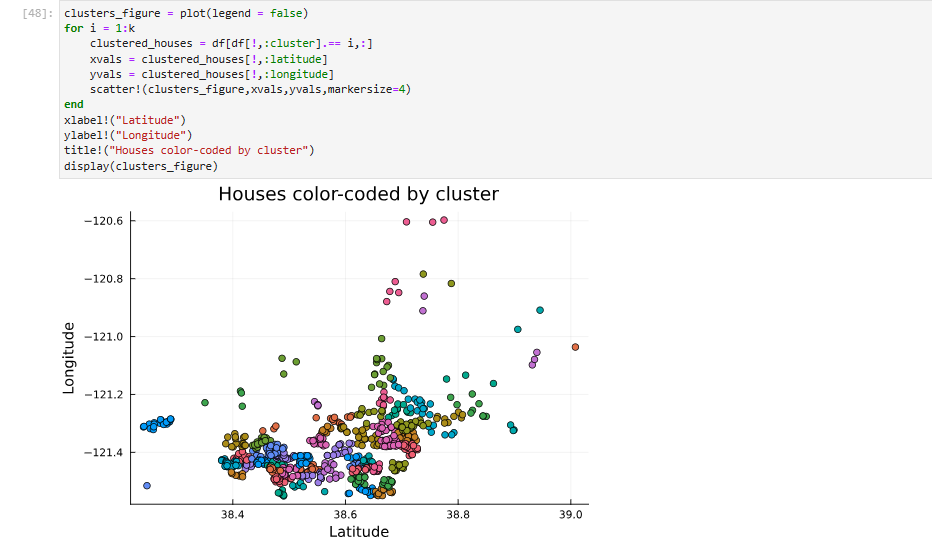 [48]: clusters_figure = plot(legend = false)
for i = 1:k
    clustered_houses = df[df[!,:cluster].== i,:]
    xvals = clustered_houses[!,:latitude]
    yvals = clustered_houses[!,:longitude]
    scatter!(clusters_figure,xvals,yvals,markersize=4)
end
xlabel!("Latitude")
ylabel!("Longitude")
title!("Houses color-coded by cluster")
display(clusters_figure)
Houses color-coded by cluster
−120.6
−120.8
−121.0
−121.2
−121.4
Longitude
38.4 38.6 38.8 39.0
Latitude